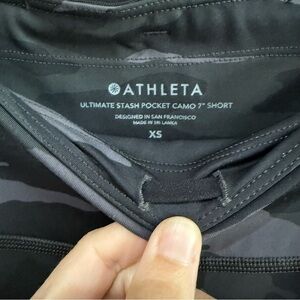 ATHLETA
ULTIMATE STASH POCKET CAMO 7" SHORT
DESIGNED IN SAN FRANCISCO
MADE IN SRI LANKA
XS